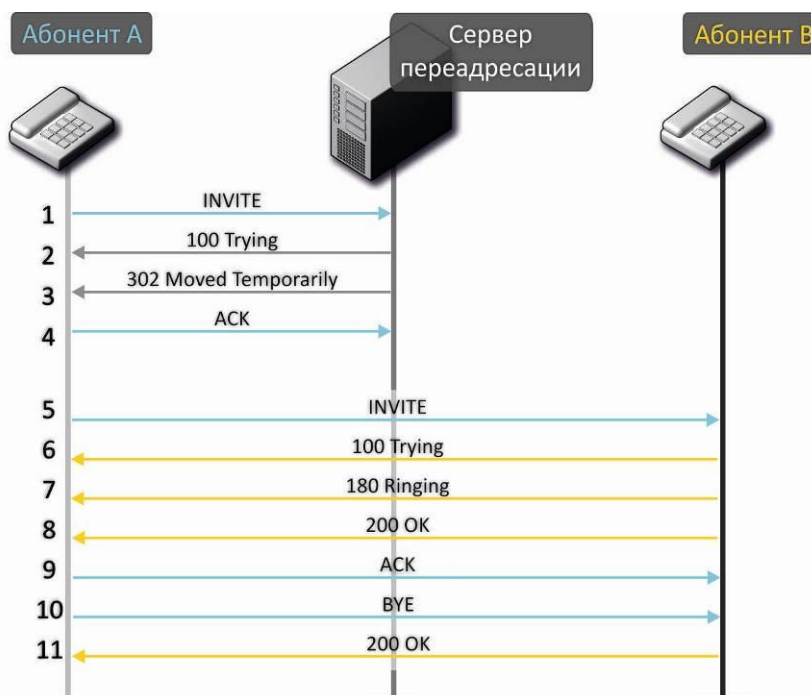 Абонент А
Сервер
переадресации
Абонент В
1 INVITE
2 100 Trying
3 302 Moved Temporarily
4 ACK
5 INVITE
6 100 Trying
7 180 Ringing
8 200 OK
9 ACK
10 BYE
11 200 OK